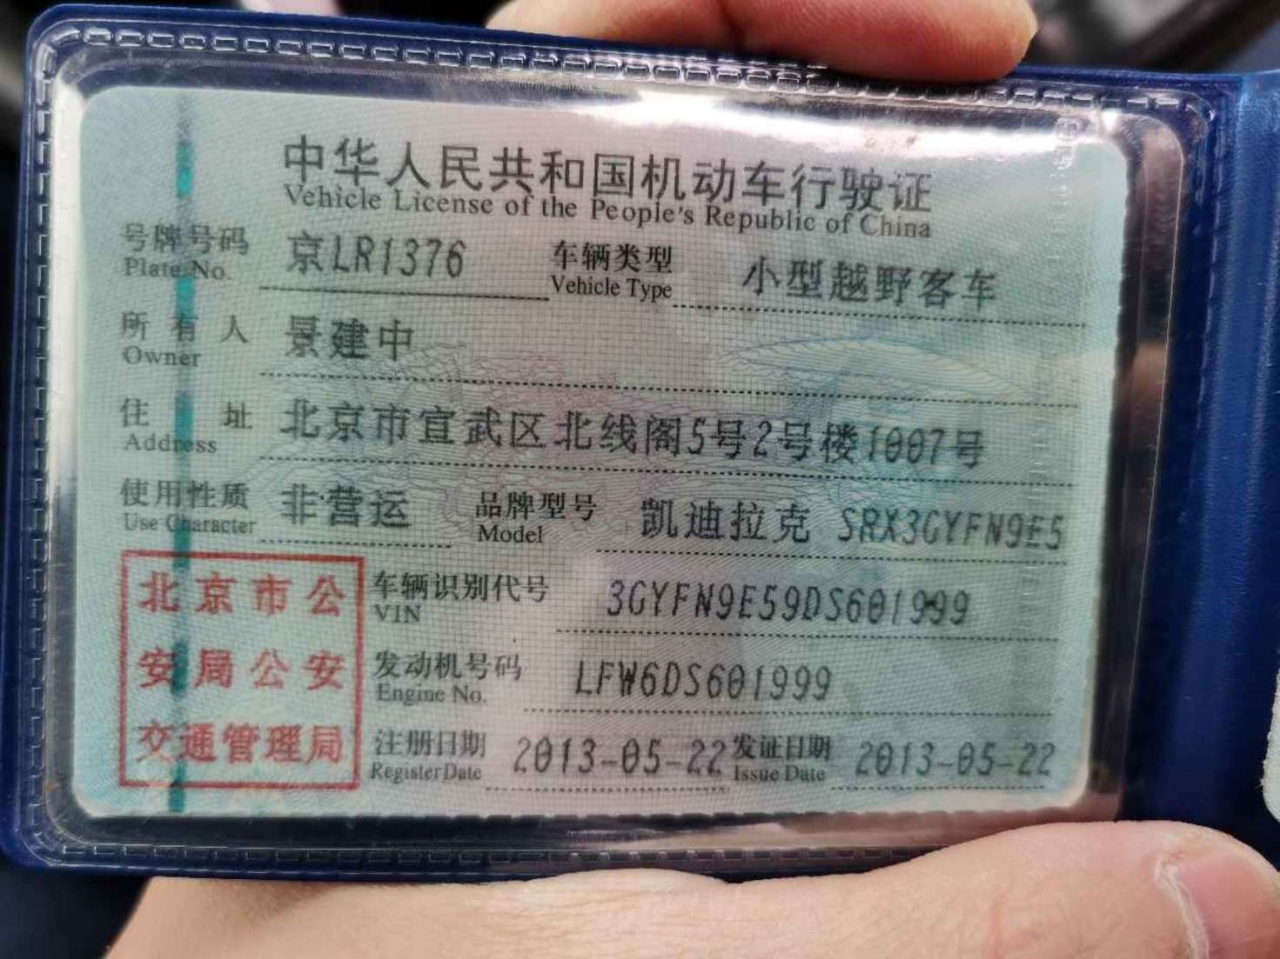 中华人民共和国机动车行驶证
Vehicle License of the People's Republic of China
号牌号码 京LR1376 车辆类型 小型越野客车
Plate No. Vehicle Type
所有人 景建中
Owner
住址 北京市宣武区北线阁5号2号楼1007号
Address
使用性质 非营运 品牌型号 凯迪拉克 SRX3GYFN9E5
Use Character Model
北京市公 车辆识别代号 3GYFN9E59DS601999
VIN
安局公安 发动机号码 LFW6DS601999
Engine No.
交通管理局 注册日期 2013-05-22 发证日期 2013-05-22
Register Date Issue Date